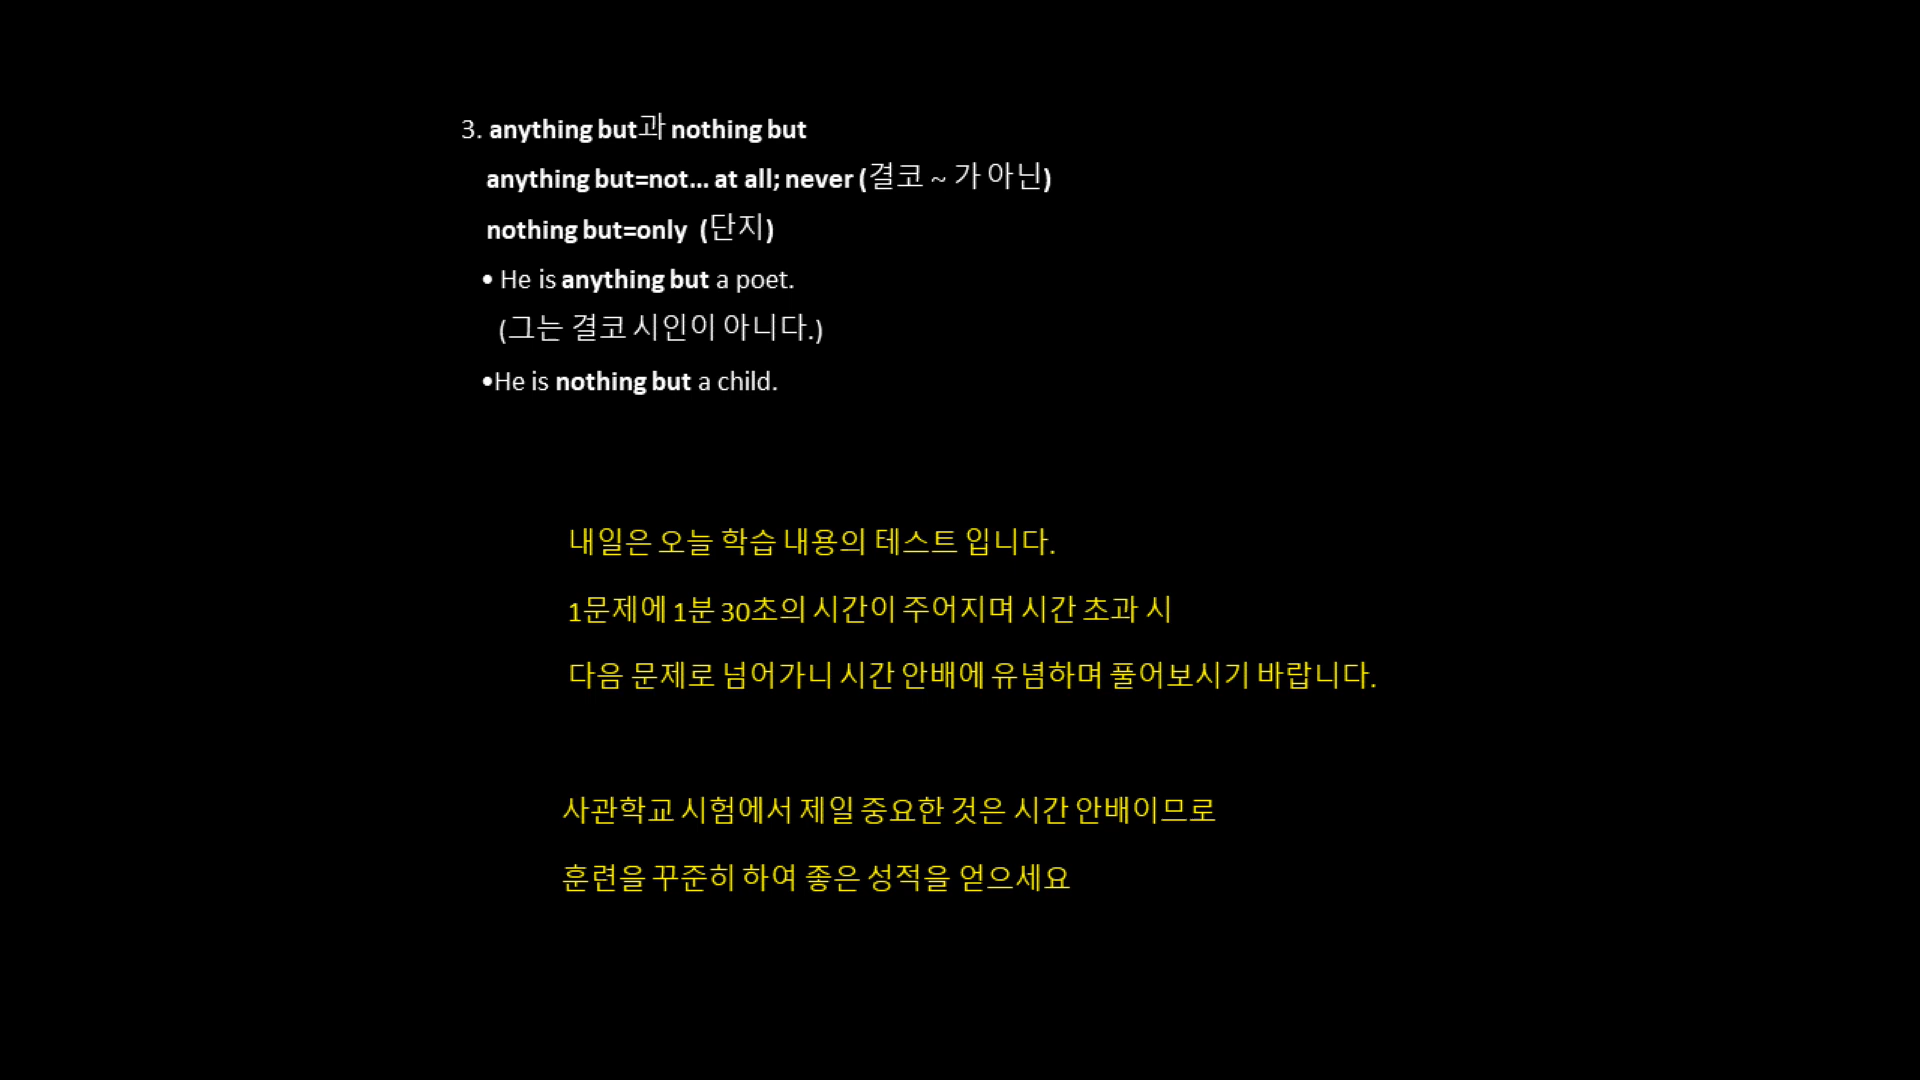 3. anything but과 nothing but
anything but=not... at all; never (결코 ~ 가 아닌)
nothing but=only (단지)
• He is anything but a poet.
(그는 결코 시인이 아니다.)
•He is nothing but a child.
내일은 오늘 학습 내용의 테스트 입니다.
1문제에 1분 30초의 시간이 주어지며 시간 초과 시
다음 문제로 넘어가니 시간 안배에 유념하며 풀어보시기 바랍니다.
사관학교 시험에서 제일 중요한 것은 시간 안배이므로
훈련을 꾸준히 하여 좋은 성적을 얻으세요